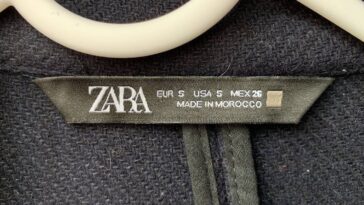 ZARA
EUR S USA S MEX 26
MADE IN MOROCCO